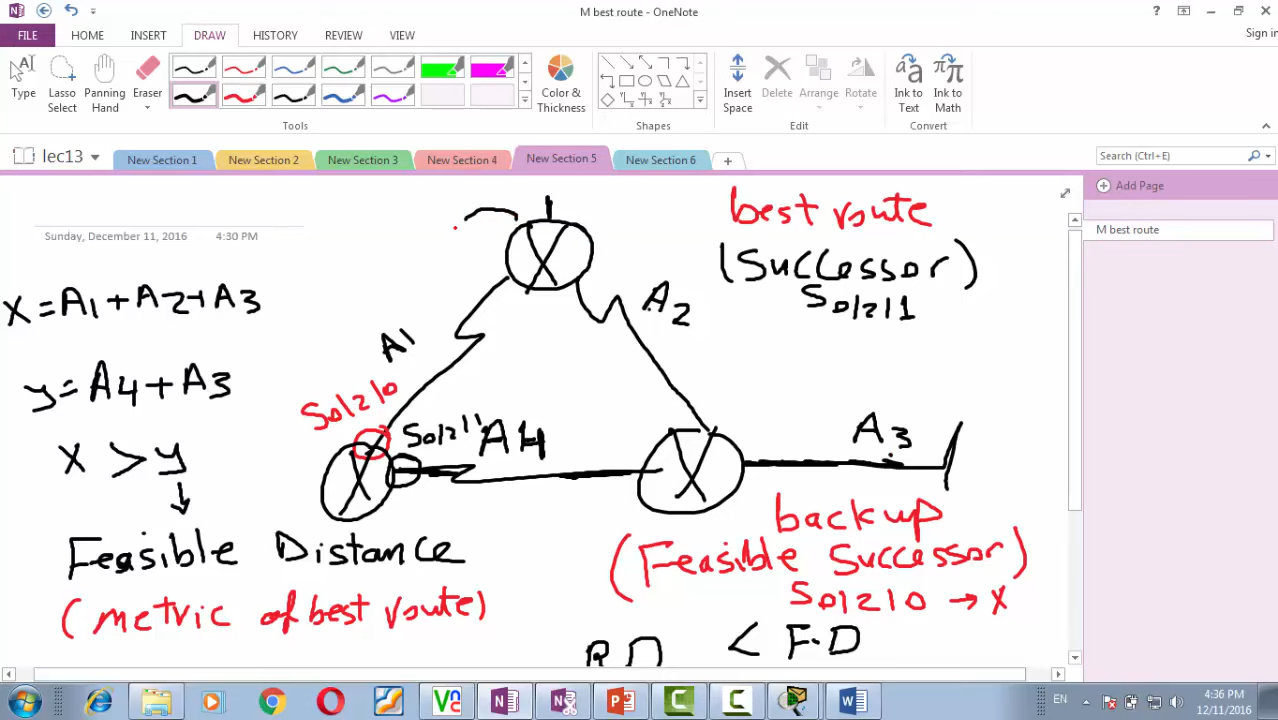 M best route - OneNote
Sign in
FILE
HOME
INSERT
DRAW
HISTORY
REVIEW
VIEW
Type
Lasso Select
Panning Hand
Eraser
Color & Thickness
Insert Space
Delete
Arrange
Rotate
Ink to Text
Ink to Math
Tools
Shapes
Edit
Convert
lec13
New Section 1
New Section 2
New Section 3
New Section 4
New Section 5
New Section 6
Search (Ctrl+E)
Add Page
M best route
Sunday, December 11, 2016 4:30 PM
best route
(Successor)
S0/2/1
X = A1 + A2 + A3
A2
A1
y = A4 + A3
S0/2/0
S0/2/1
A4
A3
X > y
backup
Feasible Distance
(Feasible Successor)
(metric of best route)
S0/2/0 → X
RD < F.D
EN
4:36 PM
12/11/2016